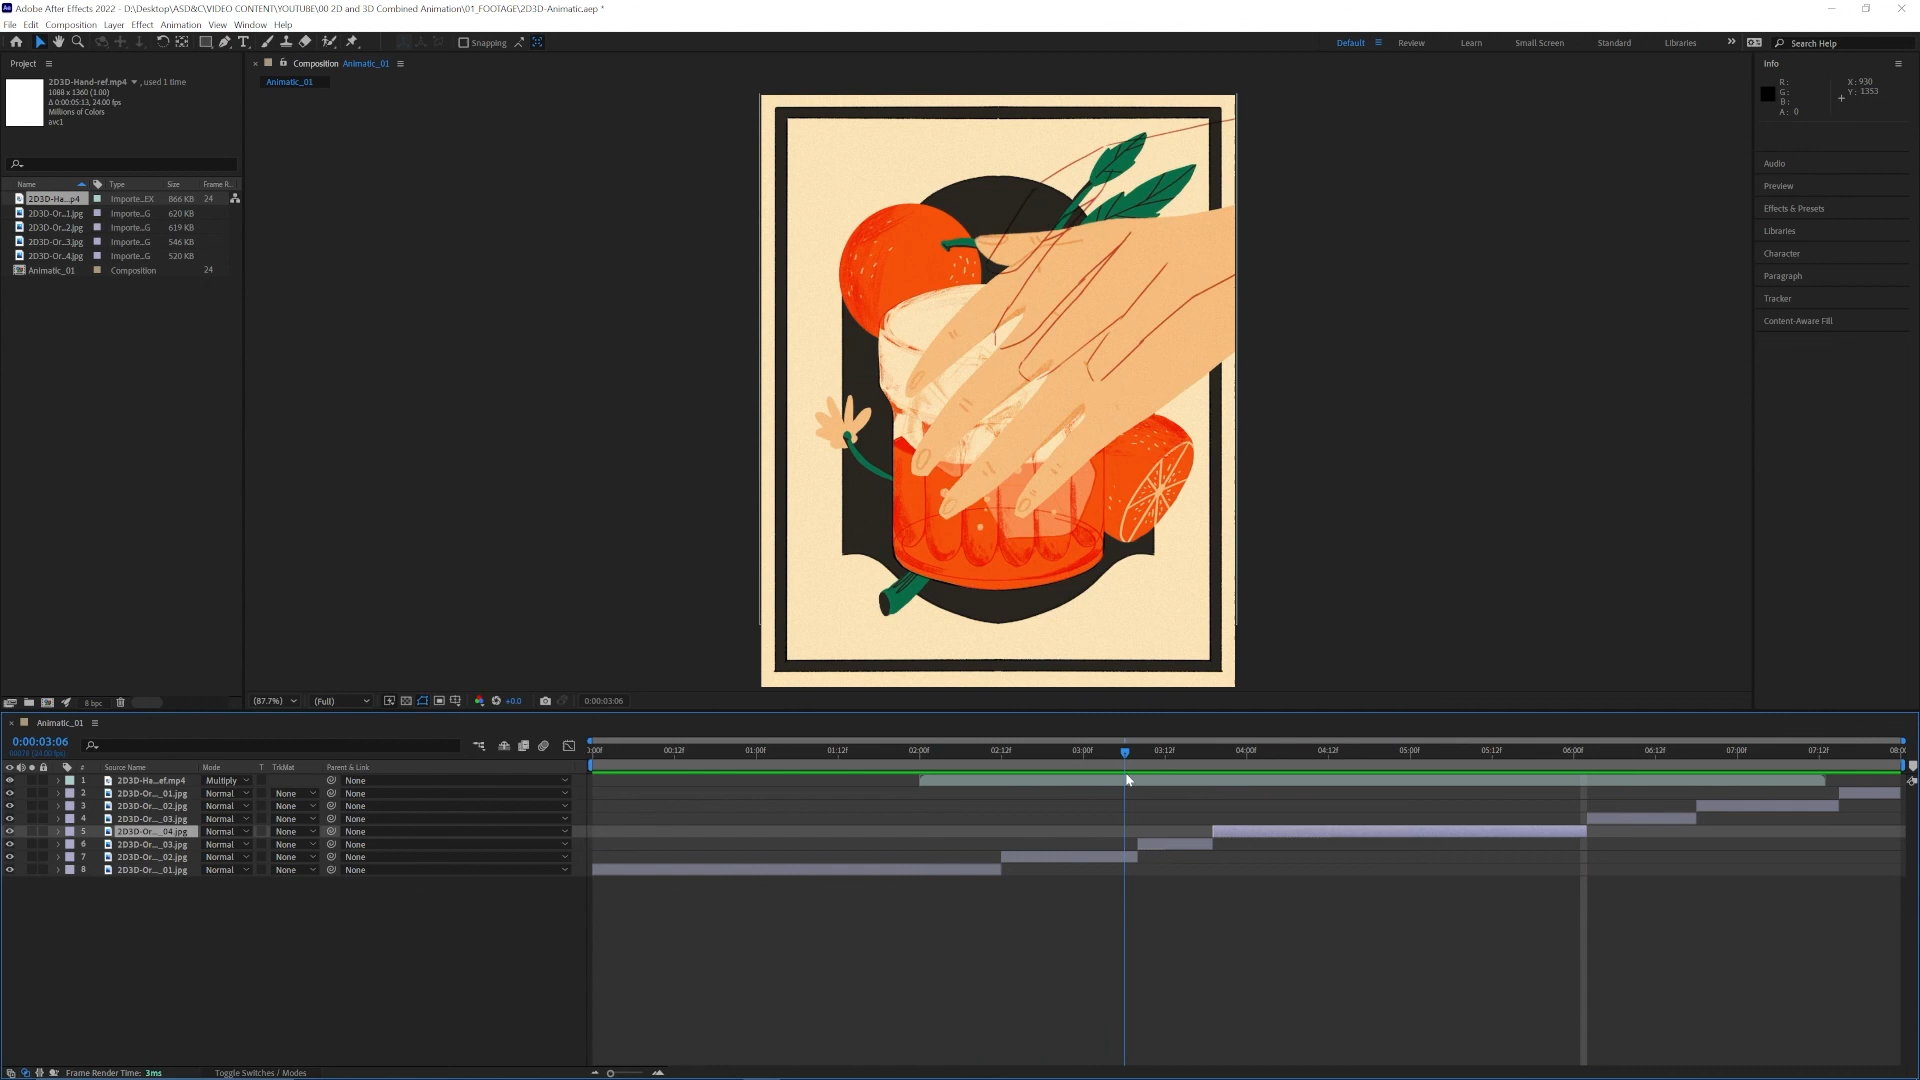 Adobe After Effects 2022 - D:\Desktop\ASD&C\VIDEO CONTENT\YOUTUBE\00 2D and 3D Combined Animation\01_FOOTAGE\2D3D-Animatic.aep *
File Edit Composition Layer Effect Animation View Window Help
Snapping
Default Review Learn Small Screen Standard Libraries Search Help
Project
2D3D-Hand-ref.mp4 , used 1 time
1088 x 1360 (1.00)
Δ 0:00:05:13, 24.00 fps
Millions of Colors
avc1
Name Type Size Frame R...
2D3D-Ha...p4 Importe...EX 866 KB 24
2D3D-Or...1.jpg Importe...G 620 KB
2D3D-Or...2.jpg Importe...G 619 KB
2D3D-Or...3.jpg Importe...G 546 KB
2D3D-Or...4.jpg Importe...G 520 KB
Animatic_01 Composition 24
8 bpc
Composition Animatic_01
Animatic_01
(87.7%) (Full) +0.0 0:00:03:06
Info
R: X: 930
G: Y: 1353
B:
A: 0
Audio
Preview
Effects & Presets
Libraries
Character
Paragraph
Tracker
Content-Aware Fill
Animatic_01
0:00:03:06
:00f 00:12f 01:00f 01:12f 02:00f 02:12f 03:00f 03:12f 04:00f 04:12f 05:00f 05:12f 06:00f 06:12f 07:00f 07:12f 08:0
# Source Name Mode T TrkMat Parent & Link
1 2D3D-Ha...ef.mp4 Multiply None
2 2D3D-Or..._01.jpg Normal None None
3 2D3D-Or..._02.jpg Normal None None
4 2D3D-Or..._03.jpg Normal None None
5 2D3D-Or..._04.jpg Normal None None
6 2D3D-Or..._03.jpg Normal None None
7 2D3D-Or..._02.jpg Normal None None
8 2D3D-Or..._01.jpg Normal None None
Frame Render Time: 3ms Toggle Switches / Modes